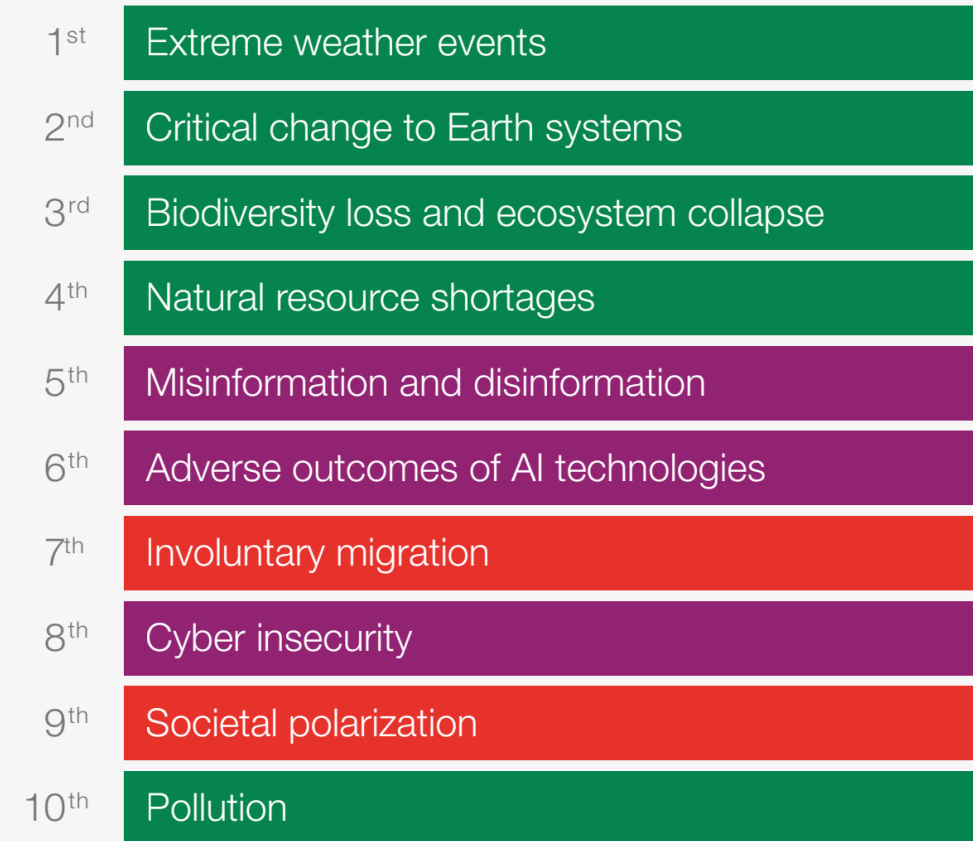 1st Extreme weather events
2nd Critical change to Earth systems
3rd Biodiversity loss and ecosystem collapse
4th Natural resource shortages
5th Misinformation and disinformation
6th Adverse outcomes of AI technologies
7th Involuntary migration
8th Cyber insecurity
9th Societal polarization
10th Pollution